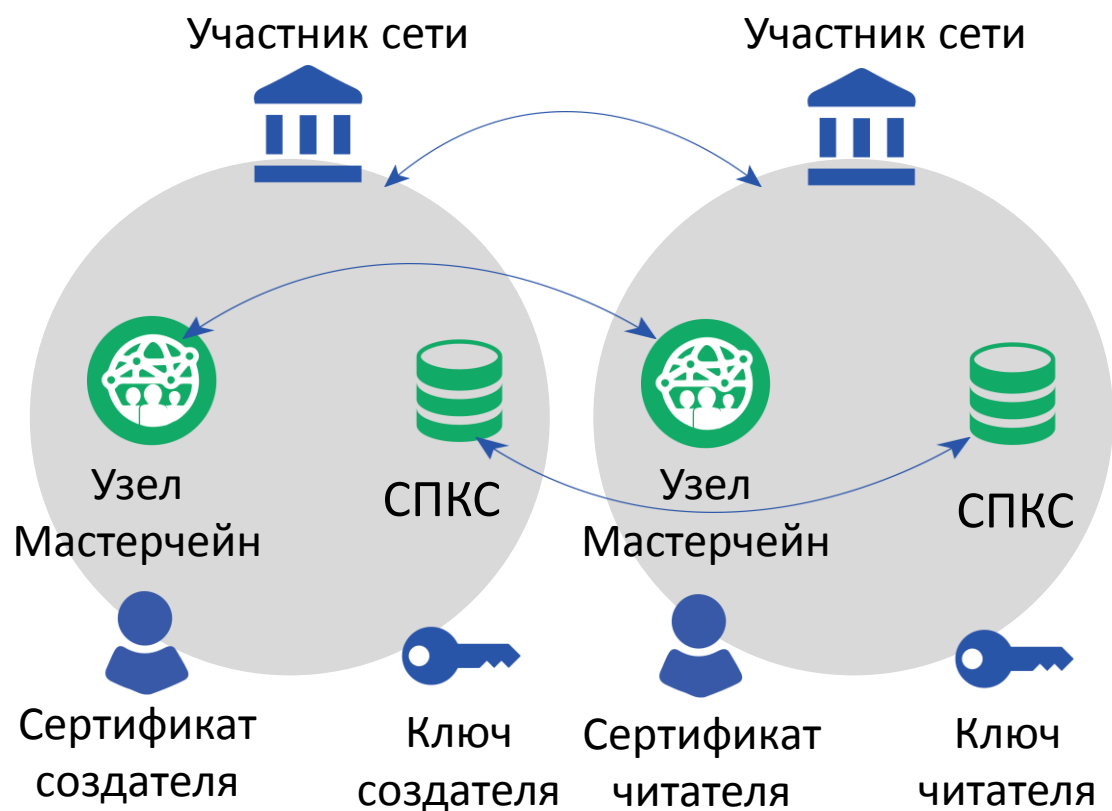 Участник сети
Участник сети
Узел
Мастерчейн
СПКС
Узел
Мастерчейн
СПКС
Сертификат
создателя
Ключ
создателя
Сертификат
читателя
Ключ
читателя